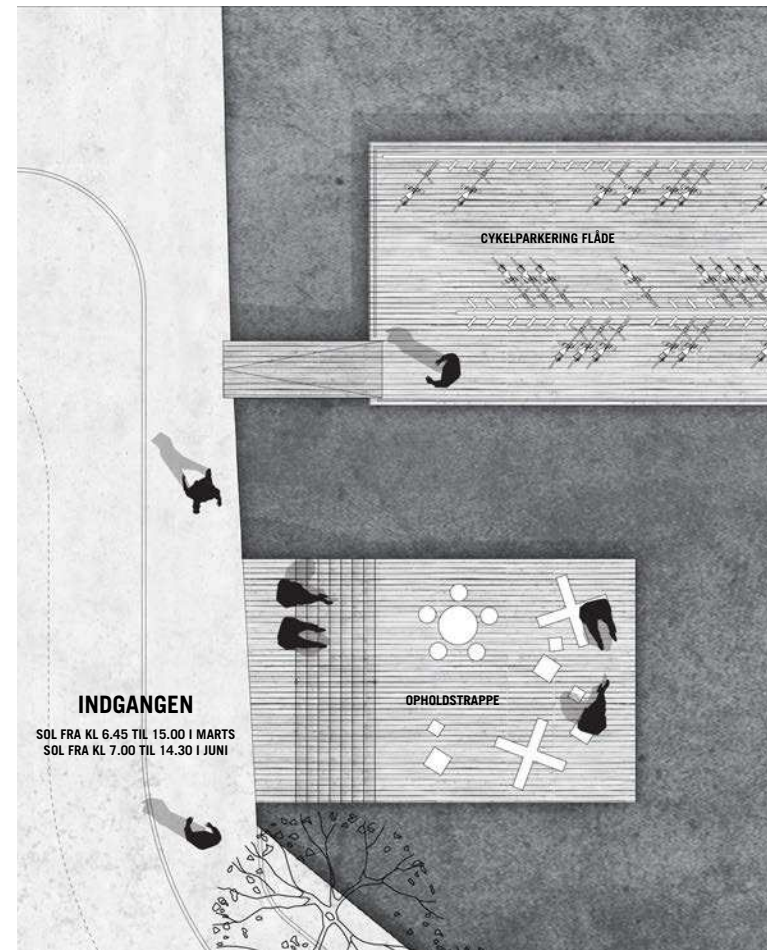 CYKELPARKERING FLÅDE
OPHOLDSTRAPPE
INDGANGEN
SOL FRA KL 6.45 TIL 15.00 I MARTS
SOL FRA KL 7.00 TIL 14.30 I JUNI